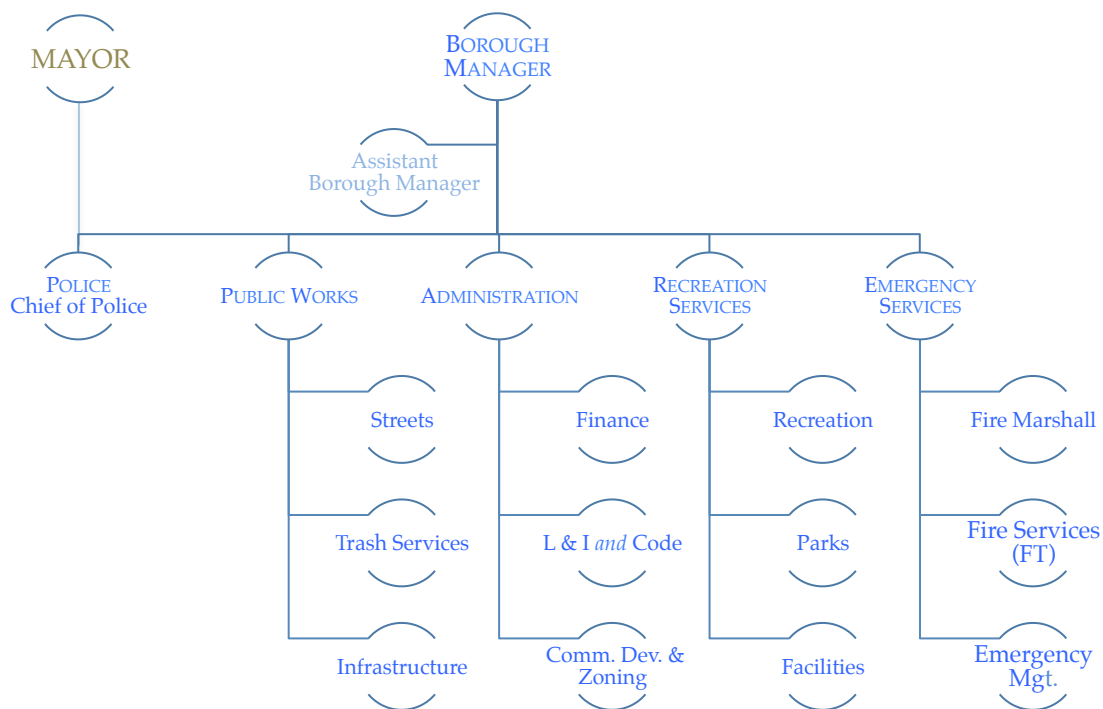 MAYOR
BOROUGH
MANAGER
Assistant
Borough Manager
POLICE
Chief of Police
PUBLIC WORKS
ADMINISTRATION
RECREATION
SERVICES
EMERGENCY
SERVICES
Streets
Finance
Recreation
Fire Marshall
Trash Services
L & I and Code
Parks
Fire Services
(FT)
Infrastructure
Comm. Dev. &
Zoning
Facilities
Emergency
Mgt.